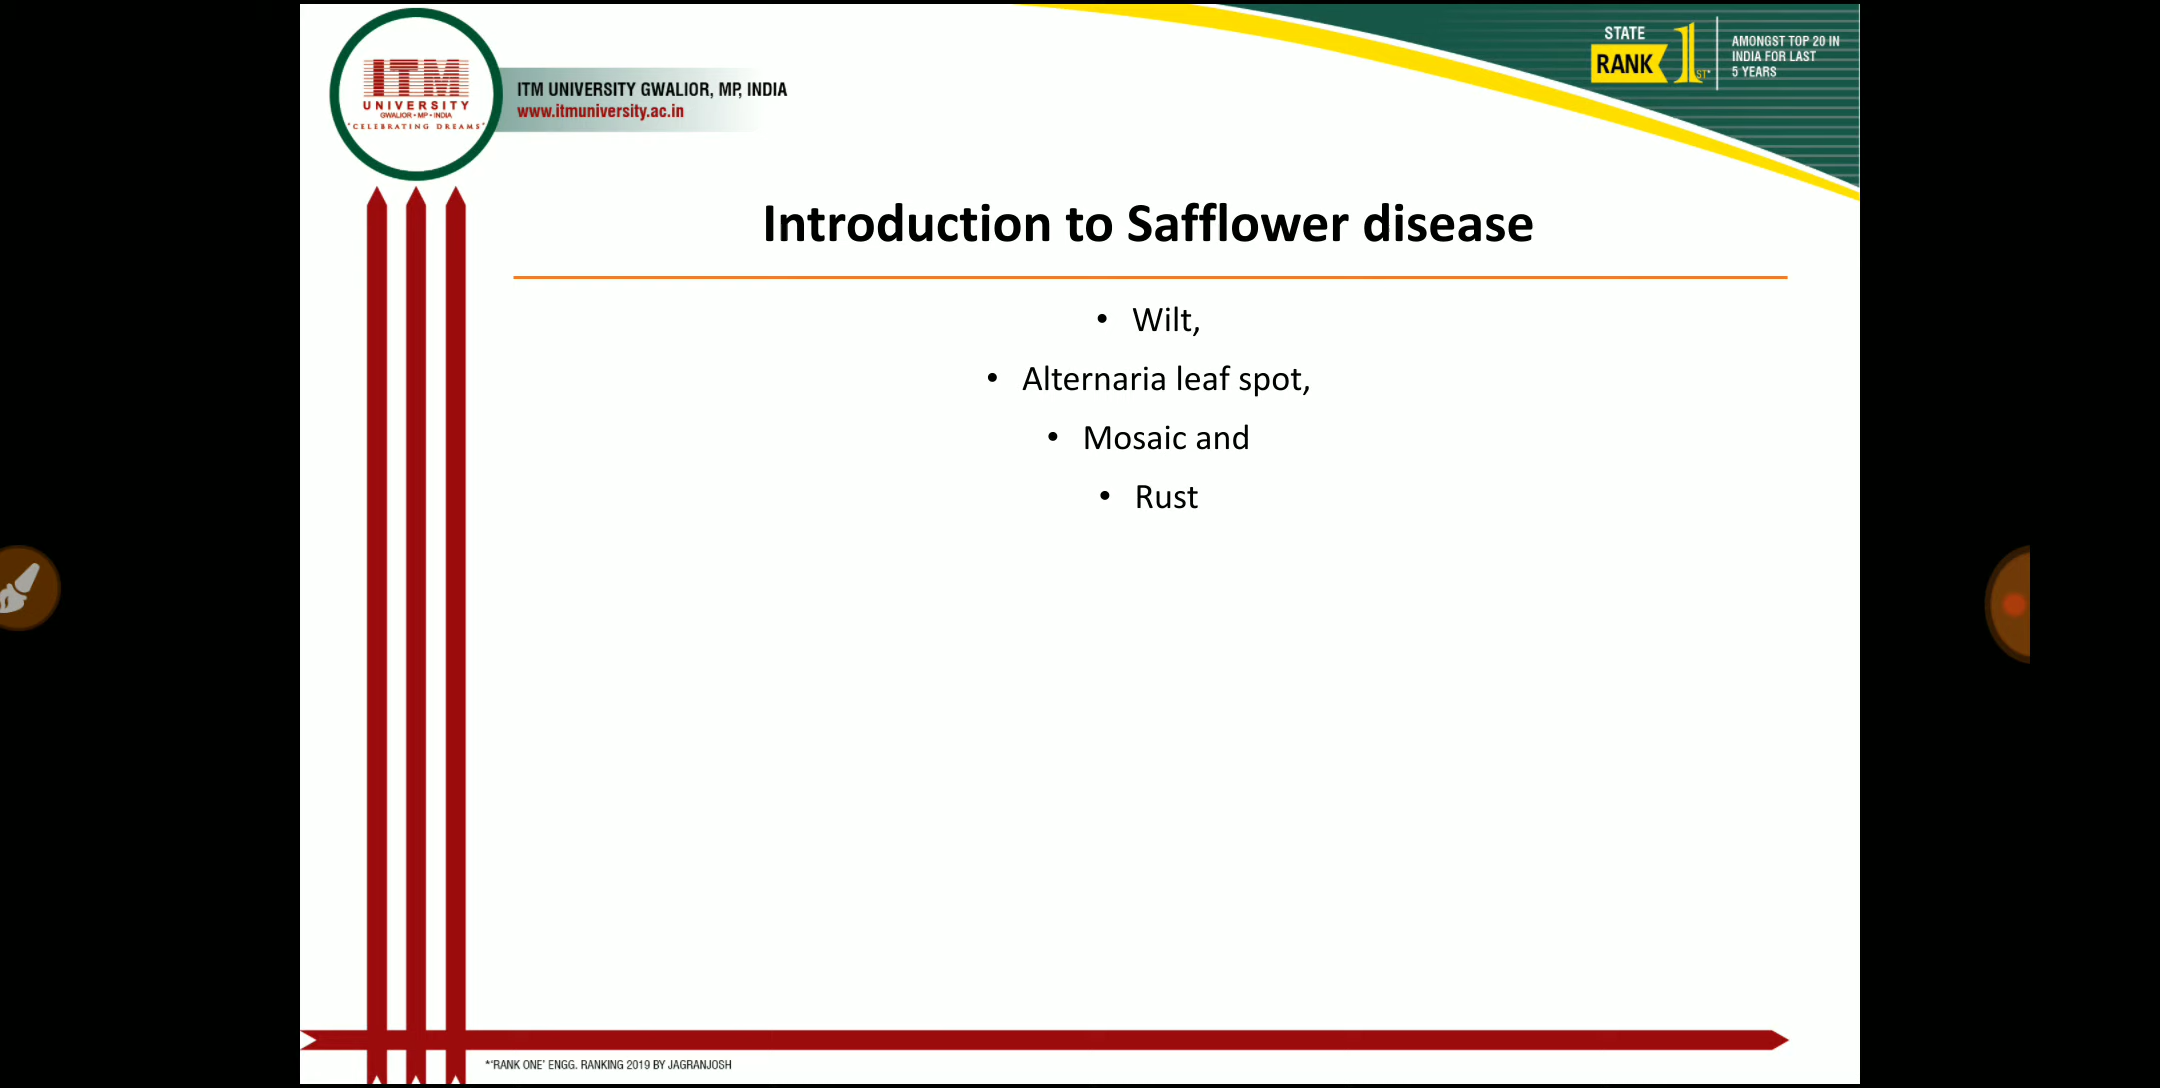 ITM
UNIVERSITY
GWALIOR • MP • INDIA
"CELEBRATING DREAMS"
ITM UNIVERSITY GWALIOR, MP, INDIA
www.itmuniversity.ac.in
STATE
RANK 1ST*
AMONGST TOP 20 IN
INDIA FOR LAST
5 YEARS
Introduction to Safflower disease
• Wilt,
• Alternaria leaf spot,
• Mosaic and
• Rust
*'RANK ONE' ENGG. RANKING 2019 BY JAGRANJOSH